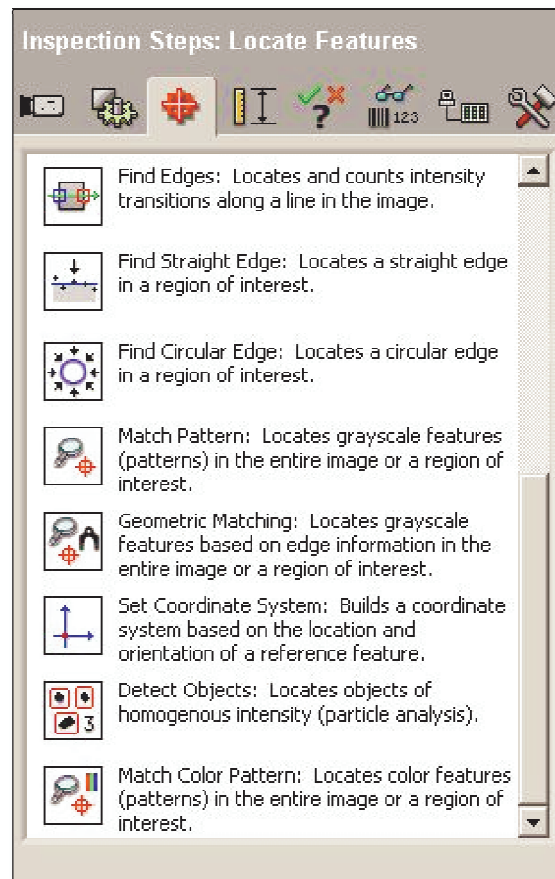 Inspection Steps: Locate Features
123
Find Edges: Locates and counts intensity
transitions along a line in the image.
Find Straight Edge: Locates a straight edge
in a region of interest.
Find Circular Edge: Locates a circular edge
in a region of interest.
Match Pattern: Locates grayscale features
(patterns) in the entire image or a region of
interest.
Geometric Matching: Locates grayscale
features based on edge information in the
entire image or a region of interest.
Set Coordinate System: Builds a coordinate
system based on the location and
orientation of a reference feature.
3
Detect Objects: Locates objects of
homogenous intensity (particle analysis).
Match Color Pattern: Locates color features
(patterns) in the entire image or a region of
interest.